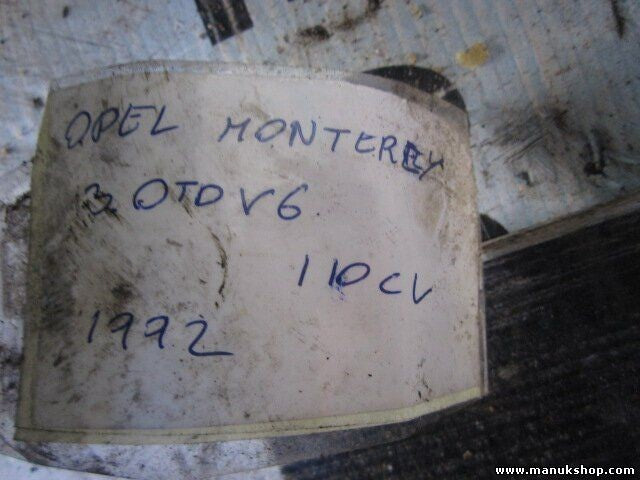 OPEL MONTEREY
3.0TD V6
110CV
1992
www.manukshop.com